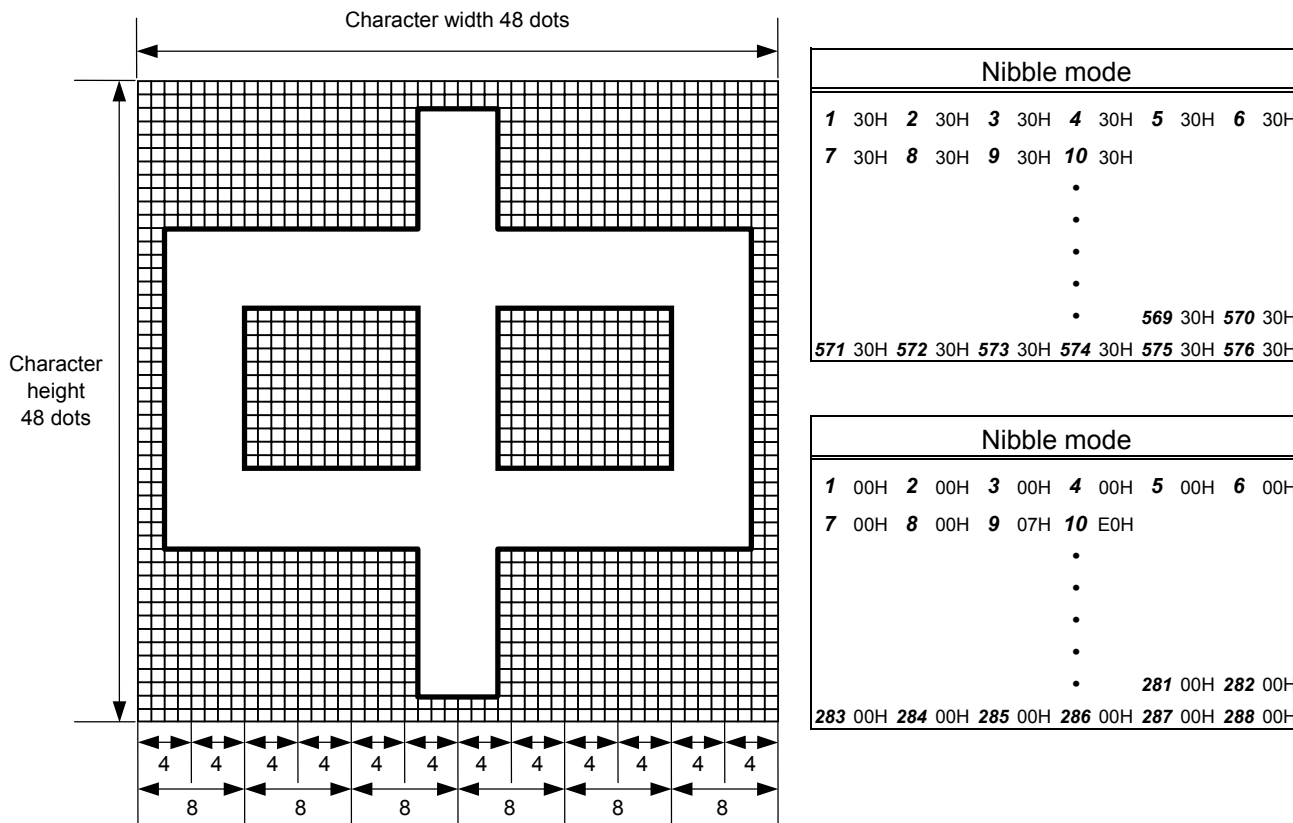 Character width 48 dots
Character
height
48 dots
4 4 4 4 4 4 4 4 4 4 4 4
8 8 8 8 8 8
Nibble mode
1 30H 2 30H 3 30H 4 30H 5 30H 6 30H
7 30H 8 30H 9 30H 10 30H
569 30H 570 30H
571 30H 572 30H 573 30H 574 30H 575 30H 576 30H
Nibble mode
1 00H 2 00H 3 00H 4 00H 5 00H 6 00H
7 00H 8 00H 9 07H 10 E0H
281 00H 282 00H
283 00H 284 00H 285 00H 286 00H 287 00H 288 00H